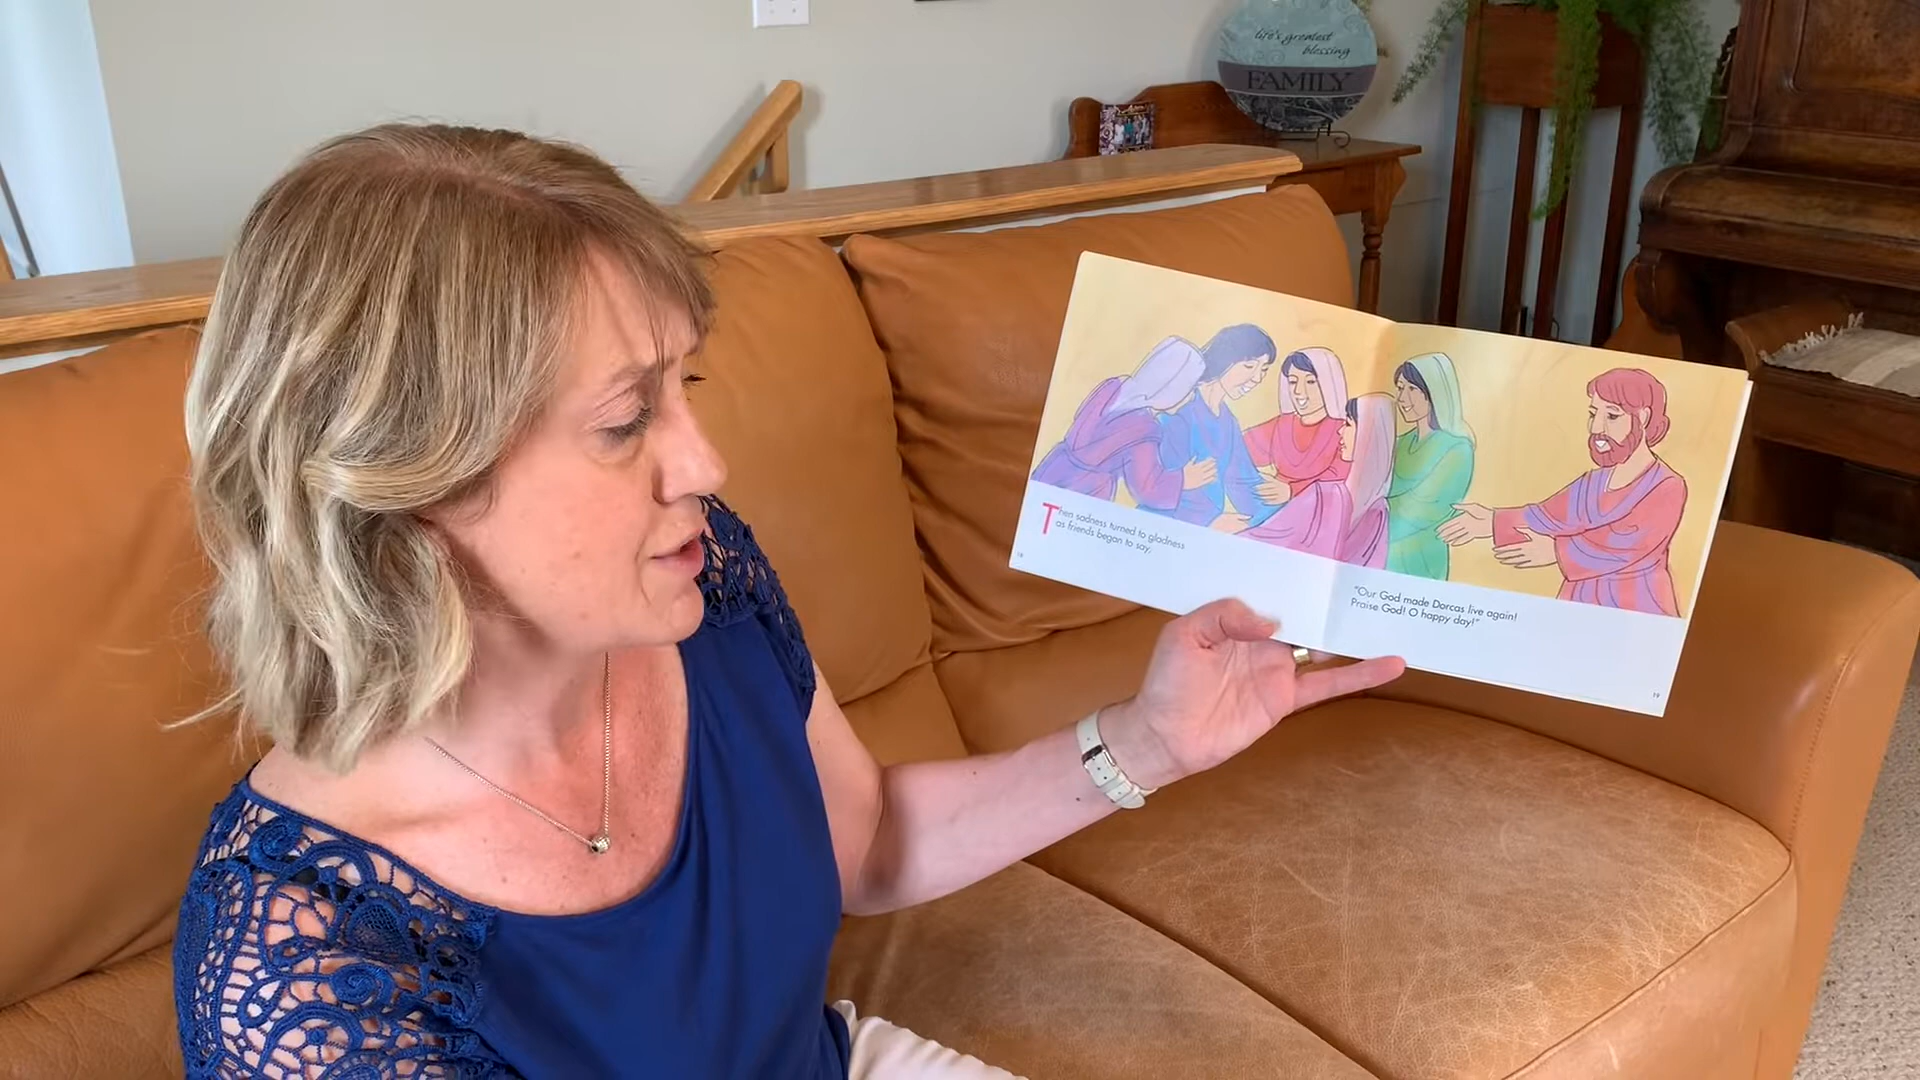 life's greatest
blessing
FAMILY
Then sadness turned to gladness
as friends began to say,
18
"Our God made Dorcas live again!
Praise God! O happy day!"
19